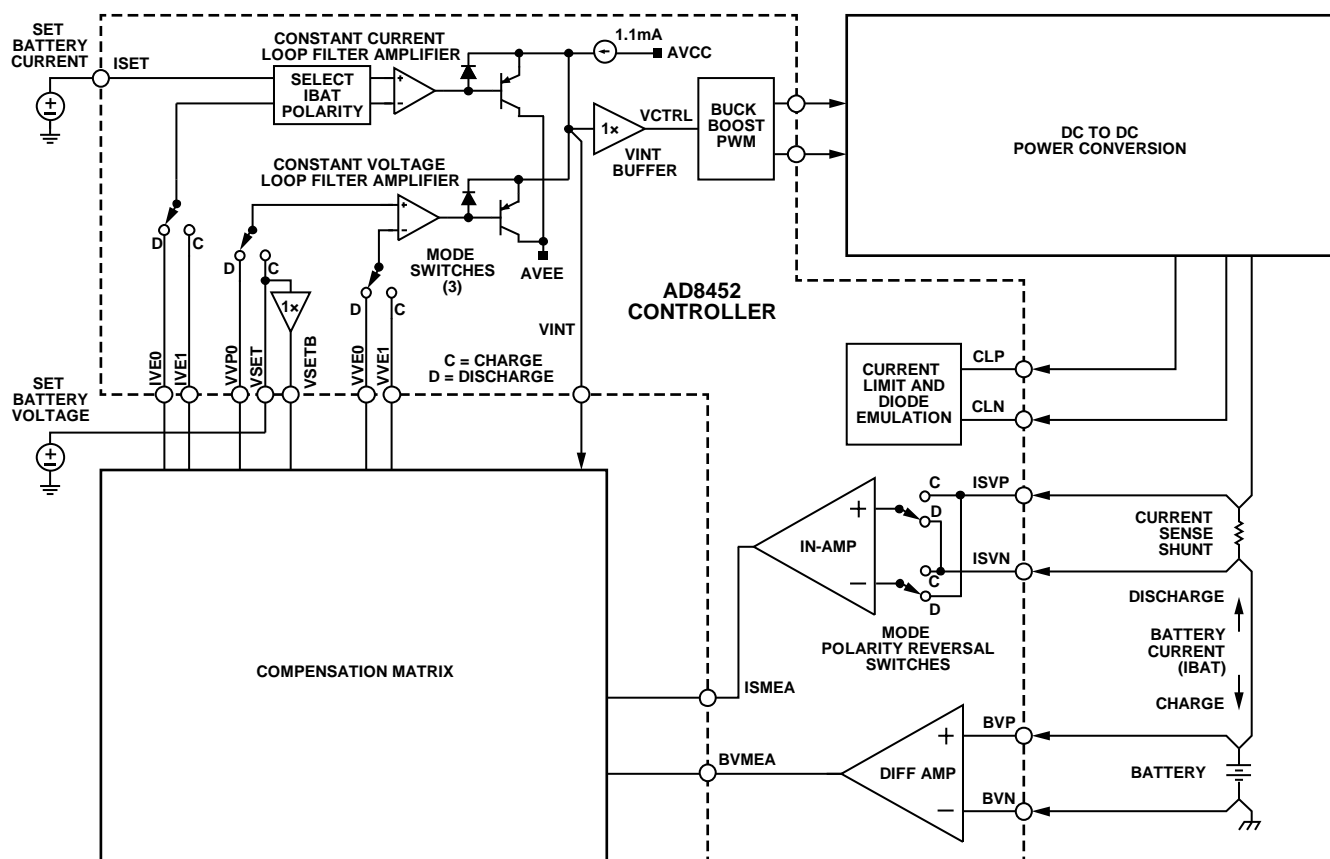 SET
BATTERY
CURRENT
ISET
CONSTANT CURRENT
LOOP FILTER AMPLIFIER
SELECT
IBAT
POLARITY
+
−
1.1mA
AVCC
1×
VCTRL
VINT
BUFFER
BUCK
BOOST
PWM
DC TO DC
POWER CONVERSION
CONSTANT VOLTAGE
LOOP FILTER AMPLIFIER
+
−
D
C
D
C
1×
D
C
MODE
SWITCHES
(3)
AVEE
AD8452
CONTROLLER
VINT
C = CHARGE
D = DISCHARGE
IVE0
IVE1
VVP0
VSET
VSETB
VVE0
VVE1
SET
BATTERY
VOLTAGE
CURRENT
LIMIT AND
DIODE
EMULATION
CLP
CLN
COMPENSATION MATRIX
IN-AMP
+
−
C
D
C
D
ISVP
ISVN
CURRENT
SENSE
SHUNT
MODE
POLARITY REVERSAL
SWITCHES
DISCHARGE
BATTERY
CURRENT
(IBAT)
CHARGE
ISMEA
BVMEA
DIFF AMP
+
−
BVP
BVN
BATTERY